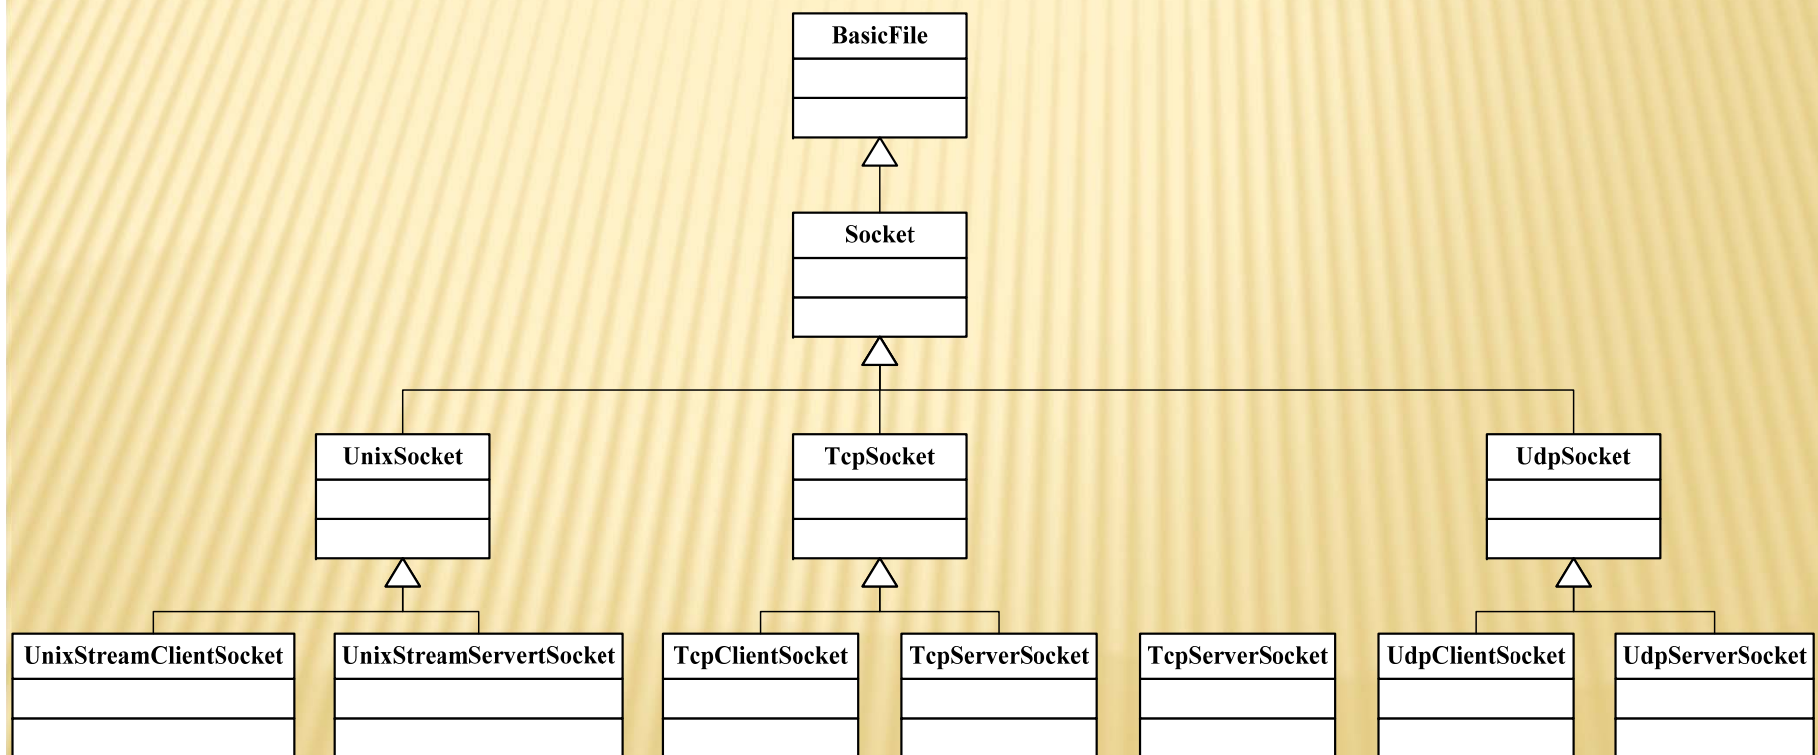 BasicFile
Socket
UnixSocket
TcpSocket
UdpSocket
UnixStreamClientSocket
UnixStreamServertSocket
TcpClientSocket
TcpServerSocket
TcpServerSocket
UdpClientSocket
UdpServerSocket